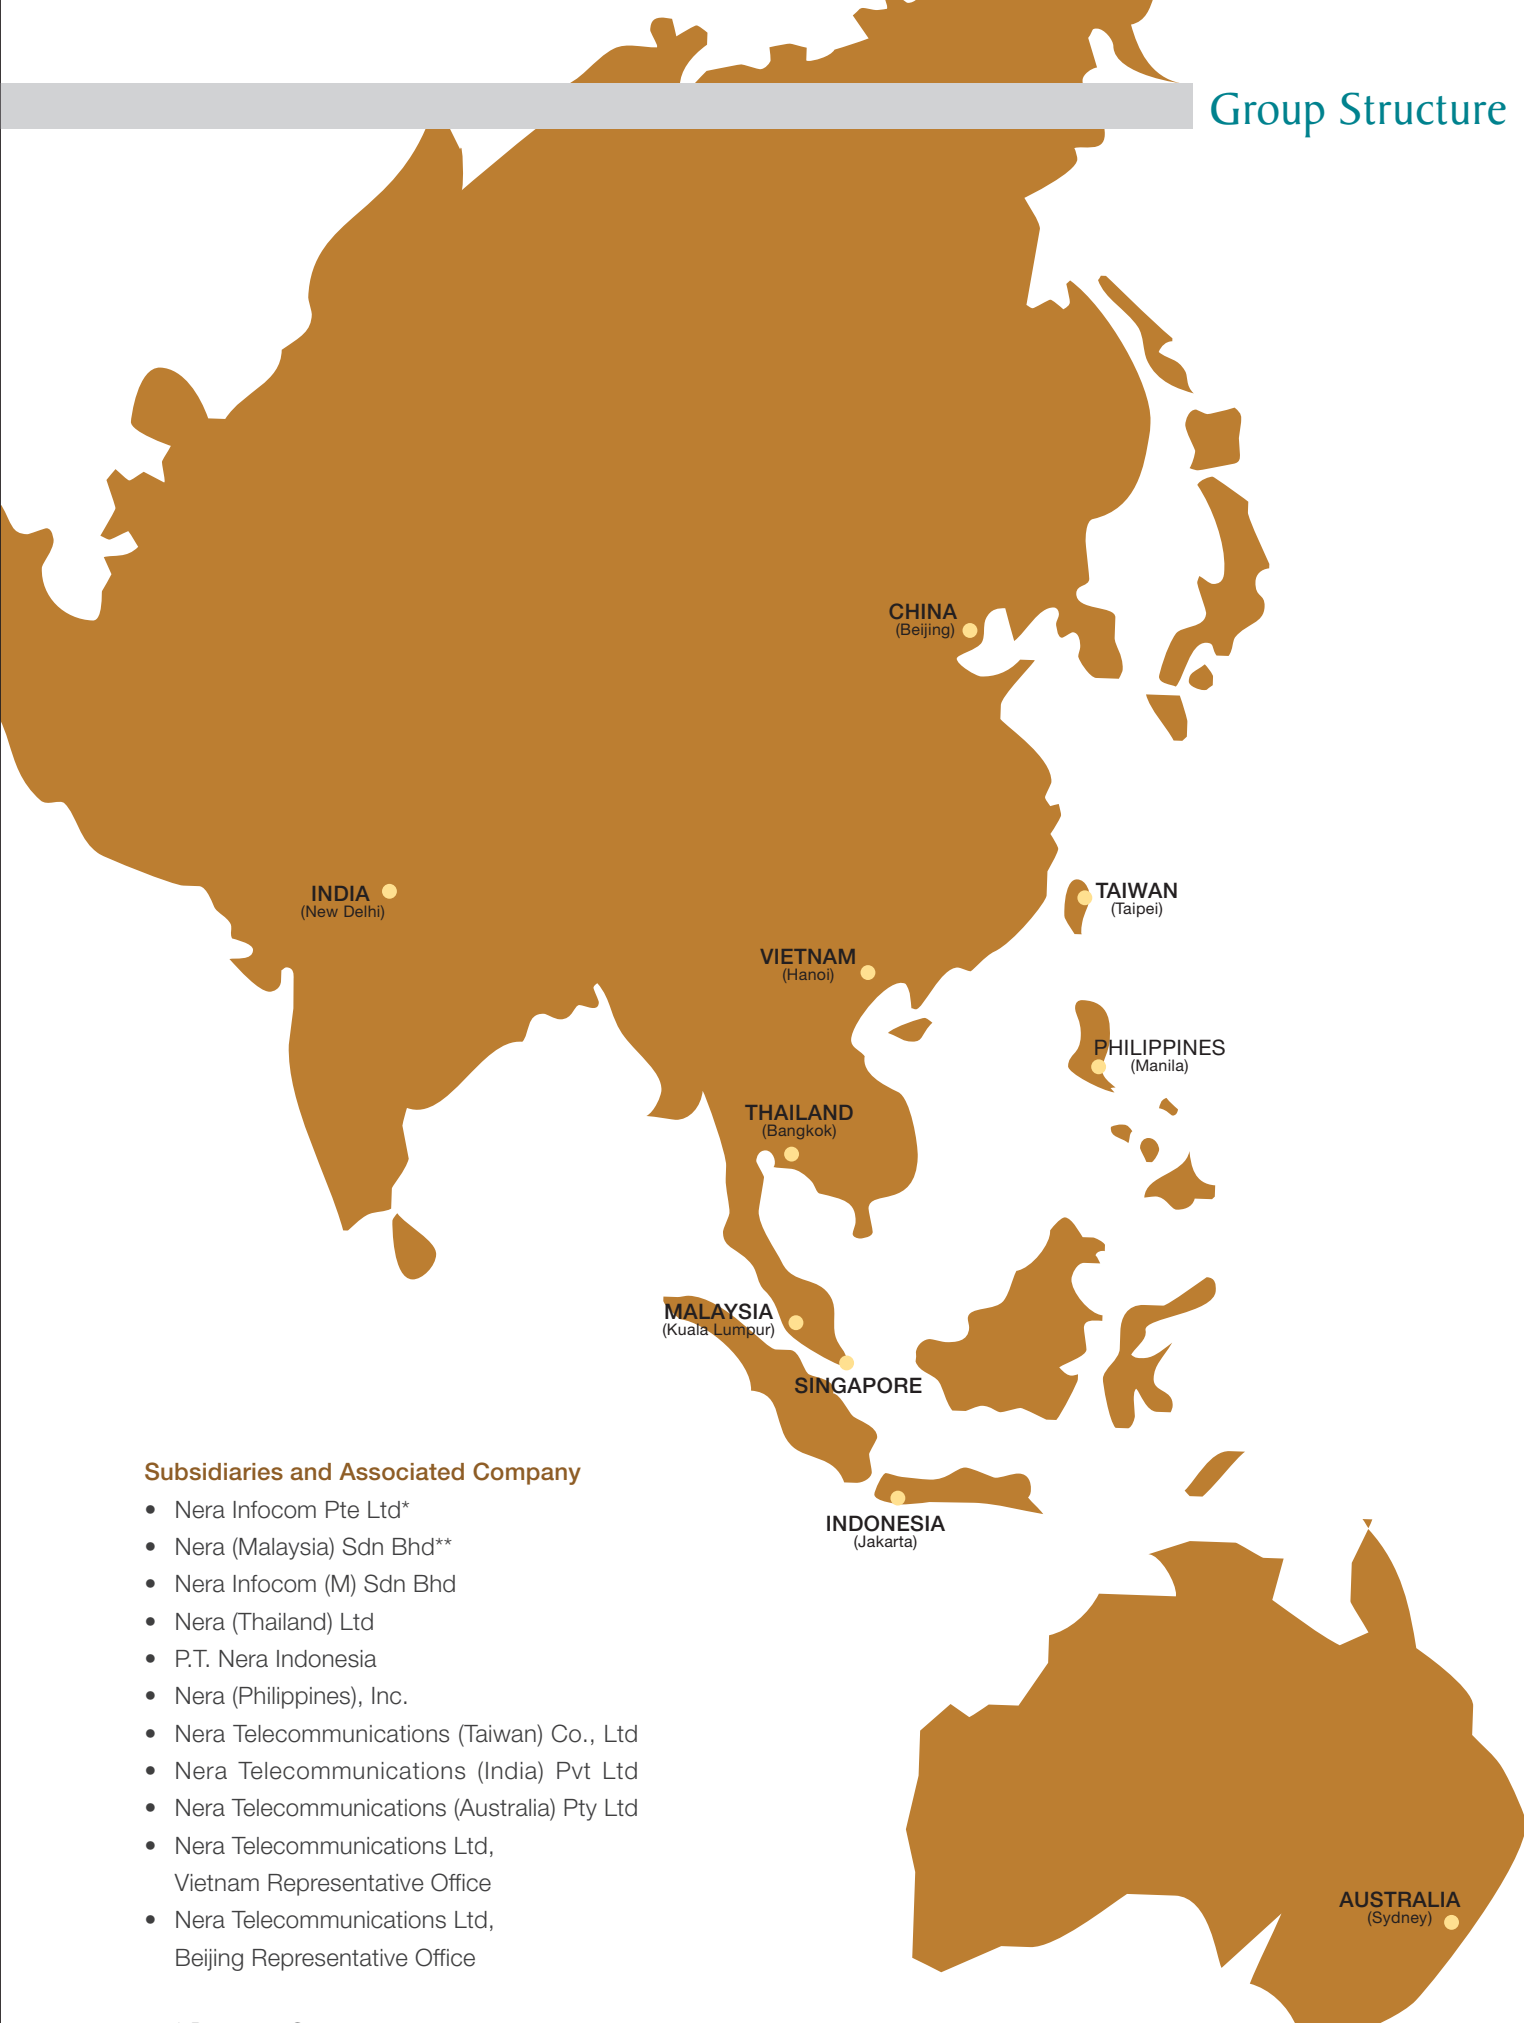 Group Structure
CHINA
(Beijing)
INDIA
(New Delhi)
TAIWAN
(Taipei)
VIETNAM
(Hanoi)
PHILIPPINES
(Manila)
THAILAND
(Bangkok)
MALAYSIA
(Kuala Lumpur)
SINGAPORE
INDONESIA
(Jakarta)
AUSTRALIA
(Sydney)
Subsidiaries and Associated Company
• Nera Infocom Pte Ltd*
• Nera (Malaysia) Sdn Bhd**
• Nera Infocom (M) Sdn Bhd
• Nera (Thailand) Ltd
• P.T. Nera Indonesia
• Nera (Philippines), Inc.
• Nera Telecommunications (Taiwan) Co., Ltd
• Nera Telecommunications (India) Pvt Ltd
• Nera Telecommunications (Australia) Pty Ltd
• Nera Telecommunications Ltd,
Vietnam Representative Office
• Nera Telecommunications Ltd,
Beijing Representative Office